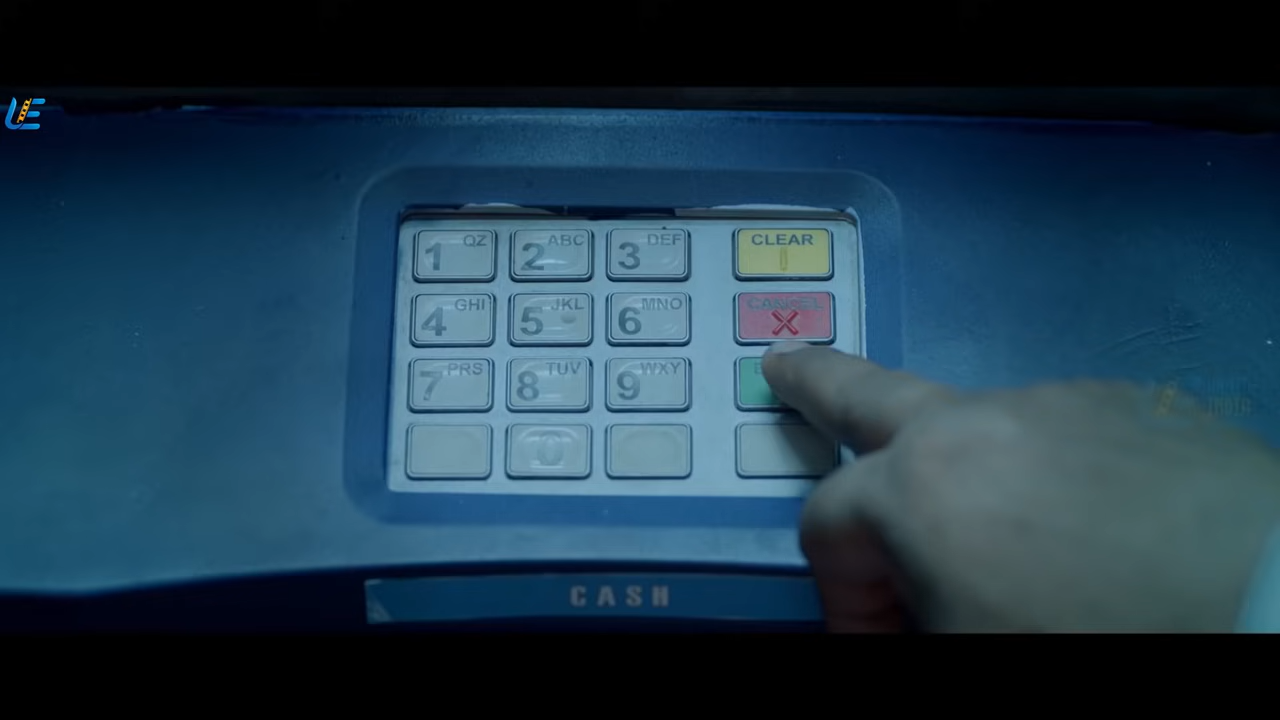 UE
1 QZ 2 ABC 3 DEF CLEAR
4 GHI 5 JKL 6 MNO CANCEL
7 PRS 8 TUV 9 WXY
0
CASH